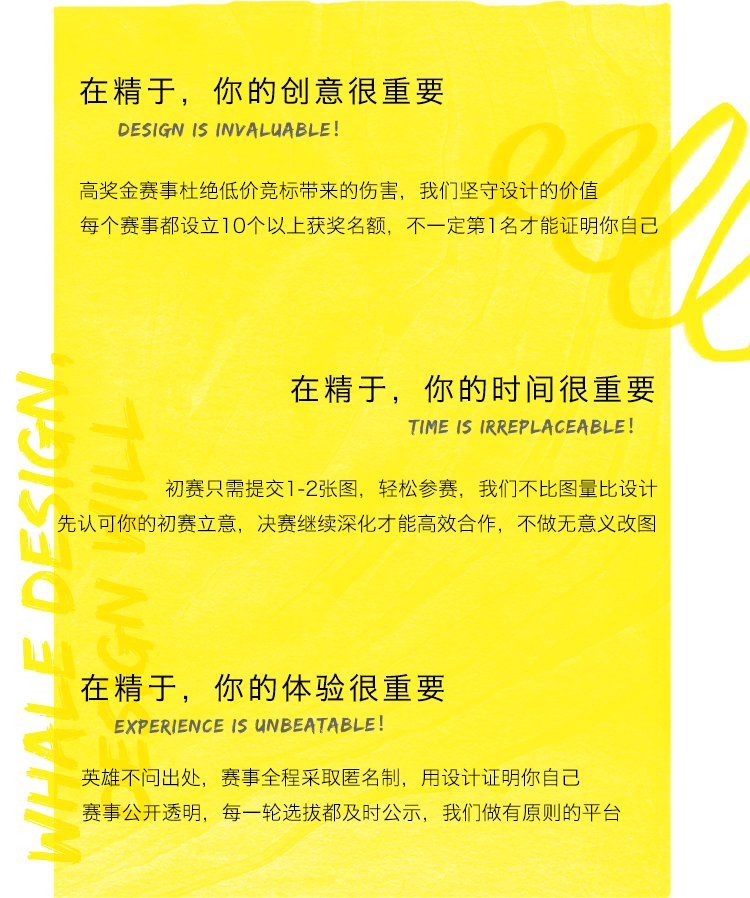 在精于，你的创意很重要
DESIGN IS INVALUABLE!
高奖金赛事杜绝低价竞标带来的伤害，我们坚守设计的价值
每个赛事都设立10个以上获奖名额，不一定第1名才能证明你自己
在精于，你的时间很重要
TIME IS IRREPLACEABLE!
初赛只需提交1-2张图，轻松参赛，我们不比图量比设计
先认可你的初赛立意，决赛继续深化才能高效合作，不做无意义改图
在精于，你的体验很重要
EXPERIENCE IS UNBEATABLE!
英雄不问出处，赛事全程采取匿名制，用设计证明你自己
赛事公开透明，每一轮选拔都及时公示，我们做有原则的平台
WHALE DESIGN,
DESIGN WILL